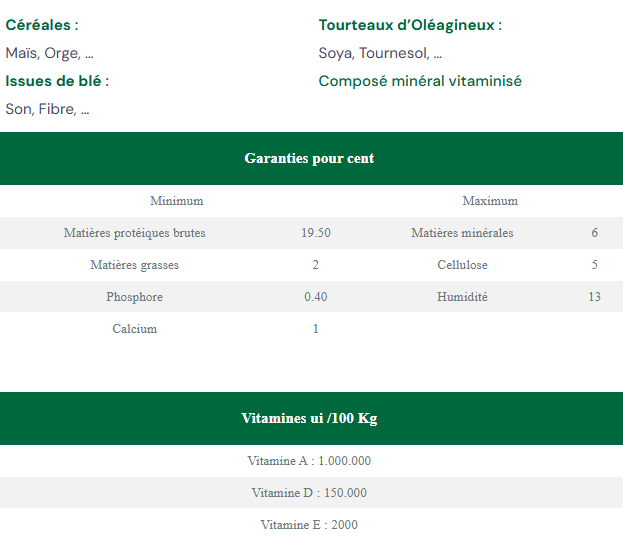 Céréales :
Maïs, Orge, ...
Issues de blé :
Son, Fibre, ...
Tourteaux d’Oléagineux :
Soya, Tournesol, ...
Composé minéral vitaminisé
Garanties pour cent
Minimum Maximum
Matières protéiques brutes 19.50 Matières minérales 6
Matières grasses 2 Cellulose 5
Phosphore 0.40 Humidité 13
Calcium 1
Vitamines ui /100 Kg
Vitamine A : 1.000.000
Vitamine D : 150.000
Vitamine E : 2000